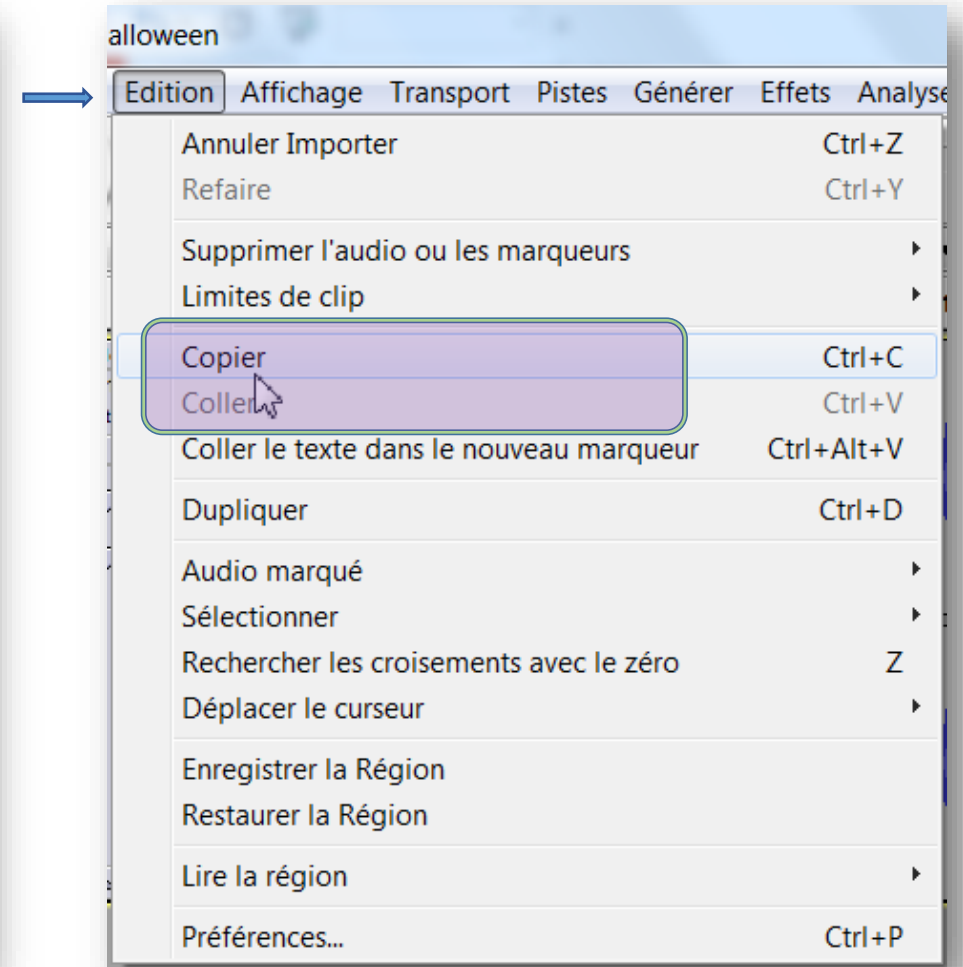 alloween
Edition Affichage Transport Pistes Générer Effets Analyse
Annuler Importer Ctrl+Z
Refaire Ctrl+Y
Supprimer l'audio ou les marqueurs
Limites de clip
Copier Ctrl+C
Coller Ctrl+V
Coller le texte dans le nouveau marqueur Ctrl+Alt+V
Dupliquer Ctrl+D
Audio marqué
Sélectionner
Rechercher les croisements avec le zéro Z
Déplacer le curseur
Enregistrer la Région
Restaurer la Région
Lire la région
Préférences... Ctrl+P